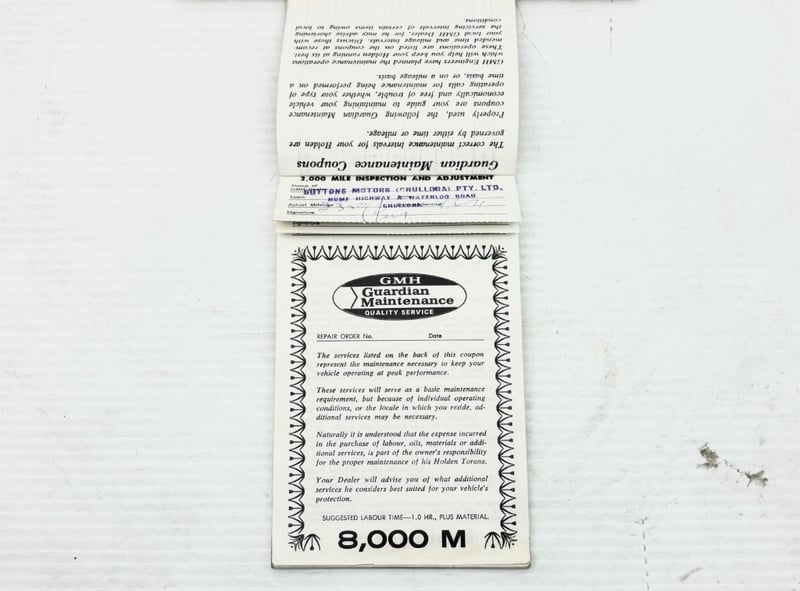 Guardian Maintenance Coupons
The correct maintenance intervals for your Holden are
governed by either time or mileage.
Properly used, the following Guardian Maintenance
coupons are your guide to maintaining your vehicle
economically and free of trouble, whether your type of
operating calls for maintenance being performed on a
time basis, or on a mileage basis.
GMH Engineers have planned the maintenance operations
which will help you keep your Holden running at its best.
These operations are listed on the coupons at recom-
mended time and mileage intervals. Discuss these with
your local GMH Dealer, for he may advise shortening
the servicing intervals of certain items owing to local
conditions.
2,000 MILE INSPECTION AND ADJUSTMENT
Stamp of
BUTTONS MOTORS (CHULLORA) PTY. LTD.
Town HUME HIGHWAY & WATERLOO ROAD
Actual Mileage CHULLORA
Signature
GMH
Guardian
Maintenance
QUALITY SERVICE
REPAIR ORDER No. Date
The services listed on the back of this coupon
represent the maintenance necessary to keep your
vehicle operating at peak performance.
These services will serve as a basic maintenance
requirement, but because of individual operating
conditions, or the locale in which you reside, ad-
ditional services may be necessary.
Naturally it is understood that the expense incurred
in the purchase of labour, oils, materials or addi-
tional services, is part of the owner's responsibility
for the proper maintenance of his Holden Torana.
Your Dealer will advise you of what additional
services he considers best suited for your vehicle's
protection.
SUGGESTED LABOUR TIME—1.0 HR., PLUS MATERIAL.
8,000 M